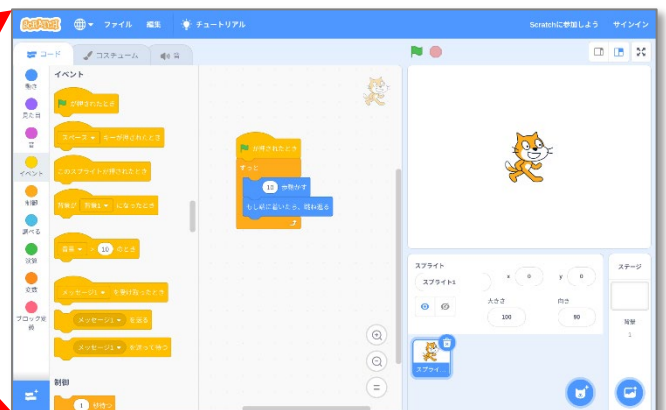 SCRATCH ファイル 編集 チュートリアル Scratchに参加しよう サインイン
コード コスチューム 音
動き
見た目
音
イベント
制御
調べる
演算
変数
ブロック定義
イベント
が押されたとき
スペース キーが押されたとき
このスプライトが押されたとき
背景が 背景1 になったとき
音量 > 10 のとき
メッセージ1 を受け取ったとき
メッセージ1 を送る
メッセージ1 を送って待つ
制御
1 秒待つ
が押されたとき
ずっと
10 歩動かす
もし端に着いたら、跳ね返る
スプライト
スプライト1 x 0 y 0
大きさ 向き
100 90
スプライ...
ステージ
背景
1